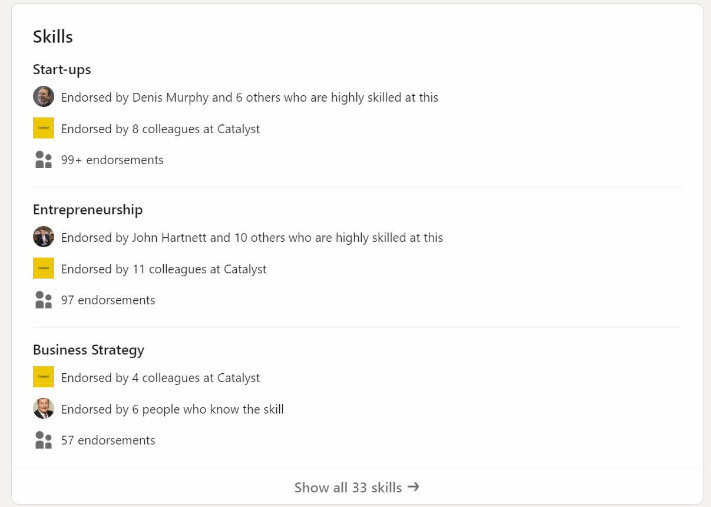 Skills
Start-ups
Endorsed by Denis Murphy and 6 others who are highly skilled at this
Endorsed by 8 colleagues at Catalyst
99+ endorsements
Entrepreneurship
Endorsed by John Hartnett and 10 others who are highly skilled at this
Endorsed by 11 colleagues at Catalyst
97 endorsements
Business Strategy
Endorsed by 4 colleagues at Catalyst
Endorsed by 6 people who know the skill
57 endorsements
Show all 33 skills →